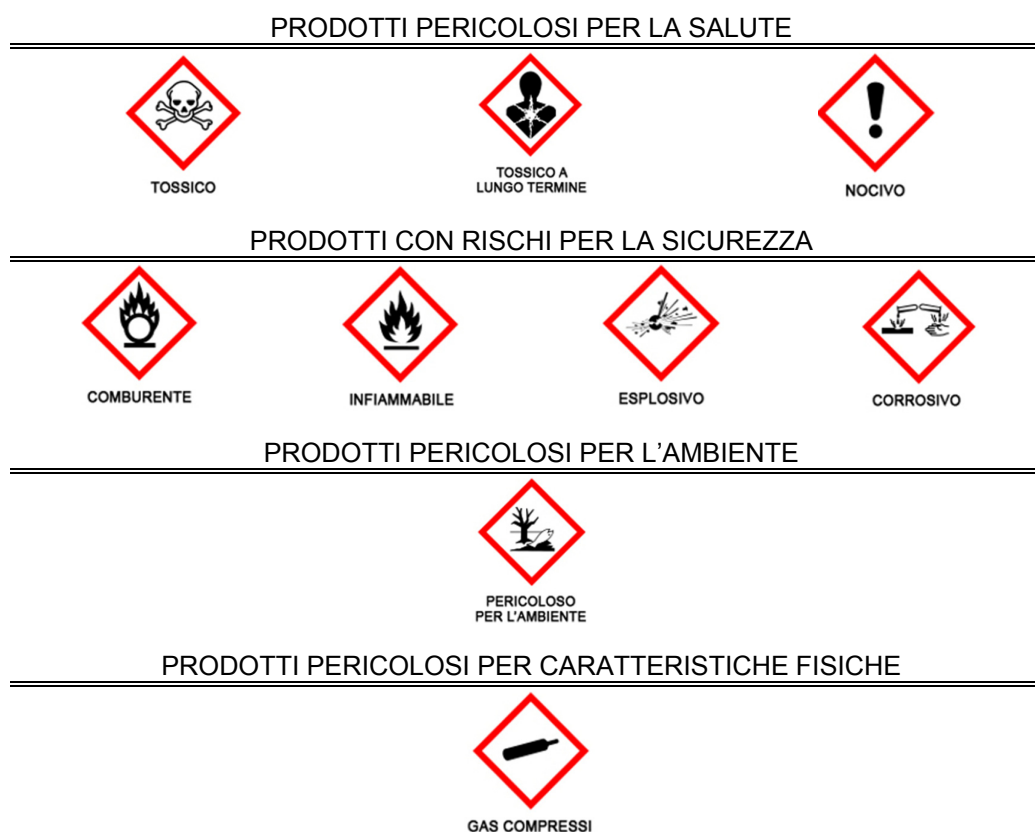 PRODOTTI PERICOLOSI PER LA SALUTE
TOSSICO
TOSSICO A
LUNGO TERMINE
NOCIVO
PRODOTTI CON RISCHI PER LA SICUREZZA
COMBURENTE
INFIAMMABILE
ESPLOSIVO
CORROSIVO
PRODOTTI PERICOLOSI PER L’AMBIENTE
PERICOLOSO
PER L'AMBIENTE
PRODOTTI PERICOLOSI PER CARATTERISTICHE FISICHE
GAS COMPRESSI